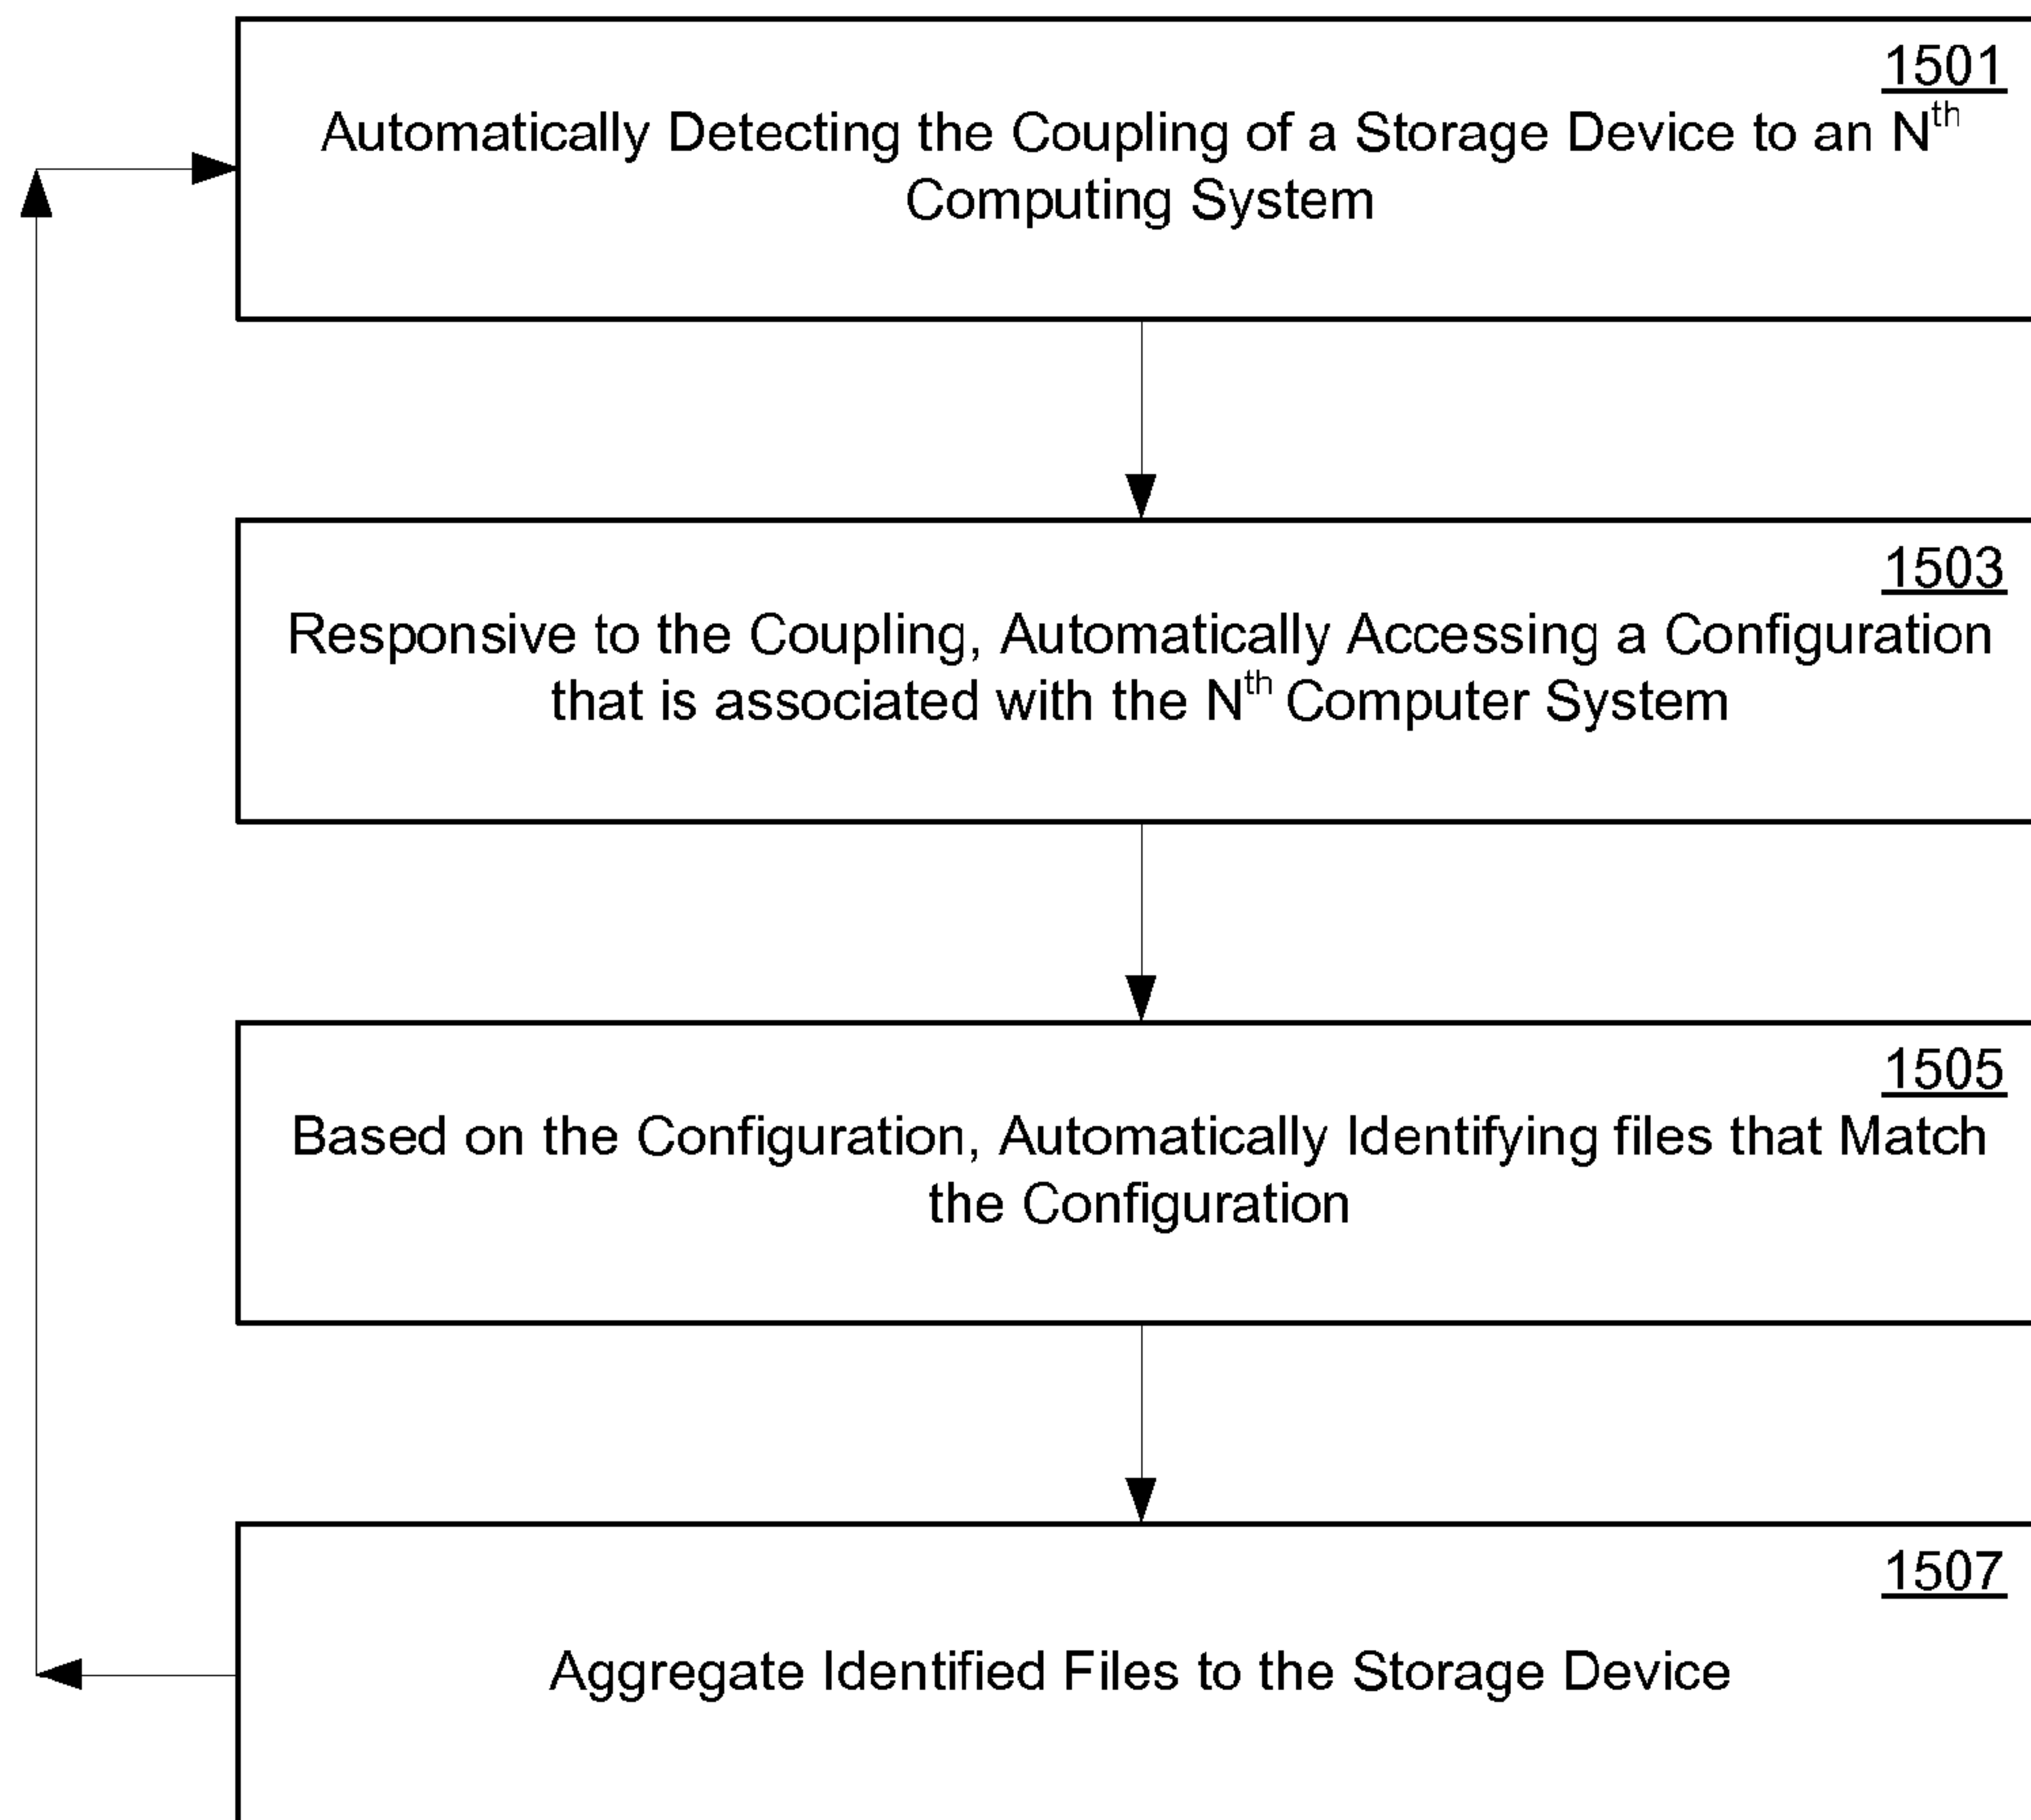 1501
Automatically Detecting the Coupling of a Storage Device to an Nth
Computing System
1503
Responsive to the Coupling, Automatically Accessing a Configuration
that is associated with the Nth Computer System
1505
Based on the Configuration, Automatically Identifying files that Match
the Configuration
1507
Aggregate Identified Files to the Storage Device